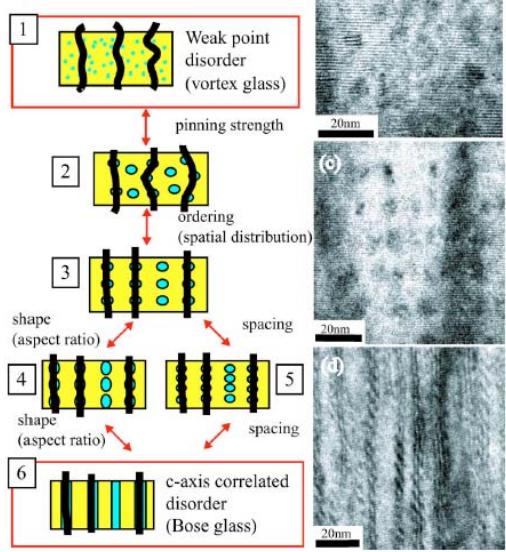 1
Weak point
disorder
(vortex glass)
pinning strength
2
ordering
(spatial distribution)
3
shape
(aspect ratio)
spacing
4
5
shape
(aspect ratio)
spacing
6
c-axis correlated
disorder
(Bose glass)
20nm
(c)
20nm
(d)
20nm